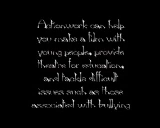 Actionwork can help
you make a film with
young people, provide
theatre for education,
and tackle difficult
issues such as those
associated with bullying